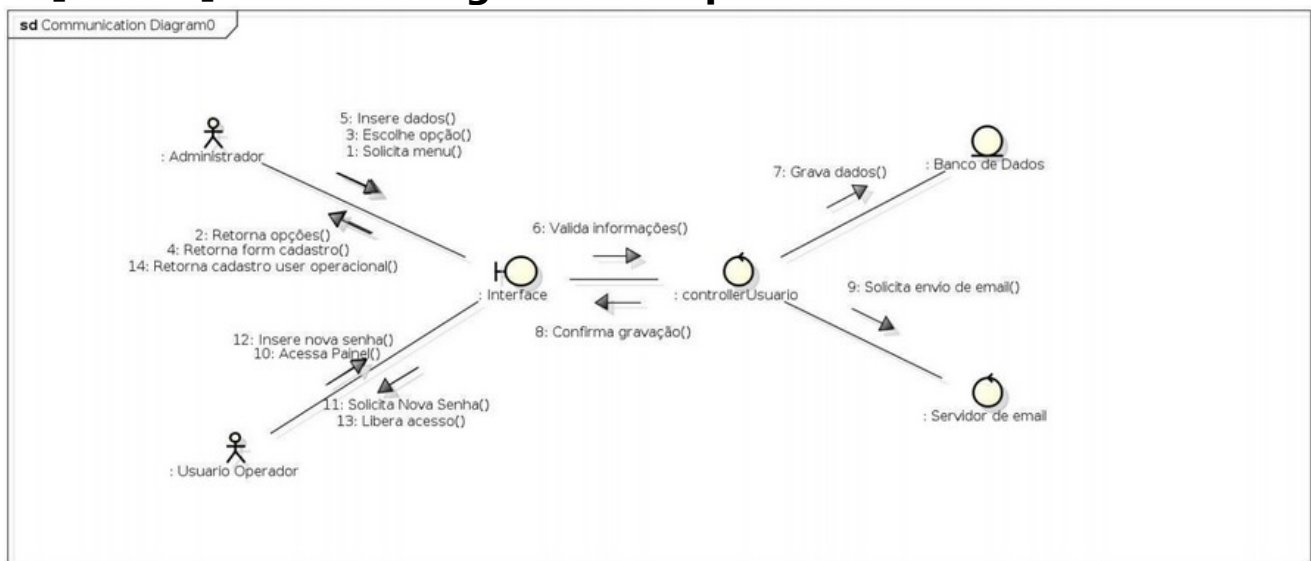 sd Communication Diagram0
5: Insere dados()
3: Escolhe opção()
1: Solicita menu()
: Administrador
: Banco de Dados
7: Grava dados()
2: Retorna opções()
4: Retorna form cadastro()
14: Retorna cadastro user operacional()
6: Valida informações()
: Interface
: controllerUsuario
9: Solicita envio de email()
8: Confirma gravação()
12: Insere nova senha()
10: Acessa Painel()
11: Solicita Nova Senha()
13: Libera acesso()
: Servidor de email
: Usuario Operador